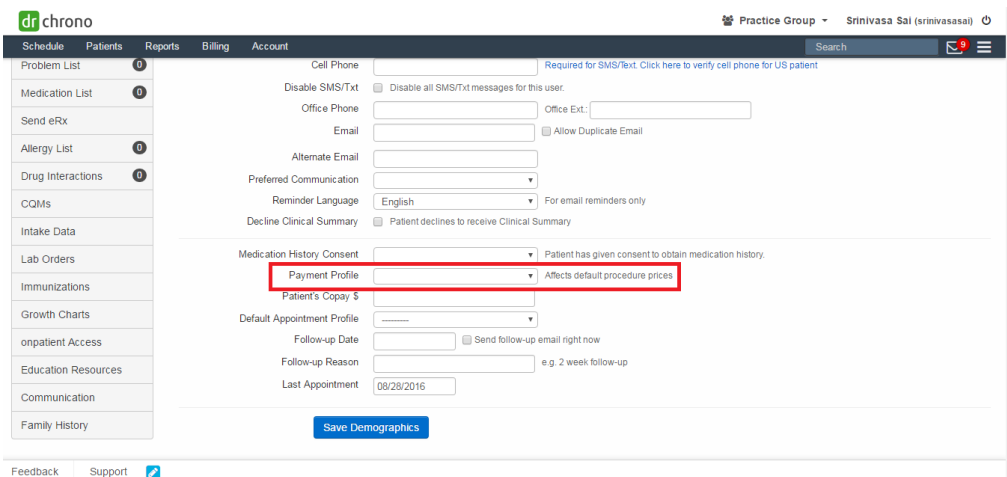 dr chrono
Practice Group
Srinivasa Sai (srinivasasai)
Schedule Patients Reports Billing Account
Search
9
Problem List 0
Medication List 0
Send eRx
Allergy List 0
Drug Interactions 0
CQMs
Intake Data
Lab Orders
Immunizations
Growth Charts
onpatient Access
Education Resources
Communication
Family History
Cell Phone Required for SMS/Text. Click here to verify cell phone for US patient
Disable SMS/Txt Disable all SMS/Txt messages for this user.
Office Phone Office Ext.:
Email Allow Duplicate Email
Alternate Email
Preferred Communication
Reminder Language English For email reminders only
Decline Clinical Summary Patient declines to receive Clinical Summary
Medication History Consent Patient has given consent to obtain medication history.
Payment Profile Affects default procedure prices
Patient's Copay $
Default Appointment Profile ---------
Follow-up Date Send follow-up email right now
Follow-up Reason e.g. 2 week follow-up
Last Appointment 08/28/2016
Save Demographics
Feedback Support